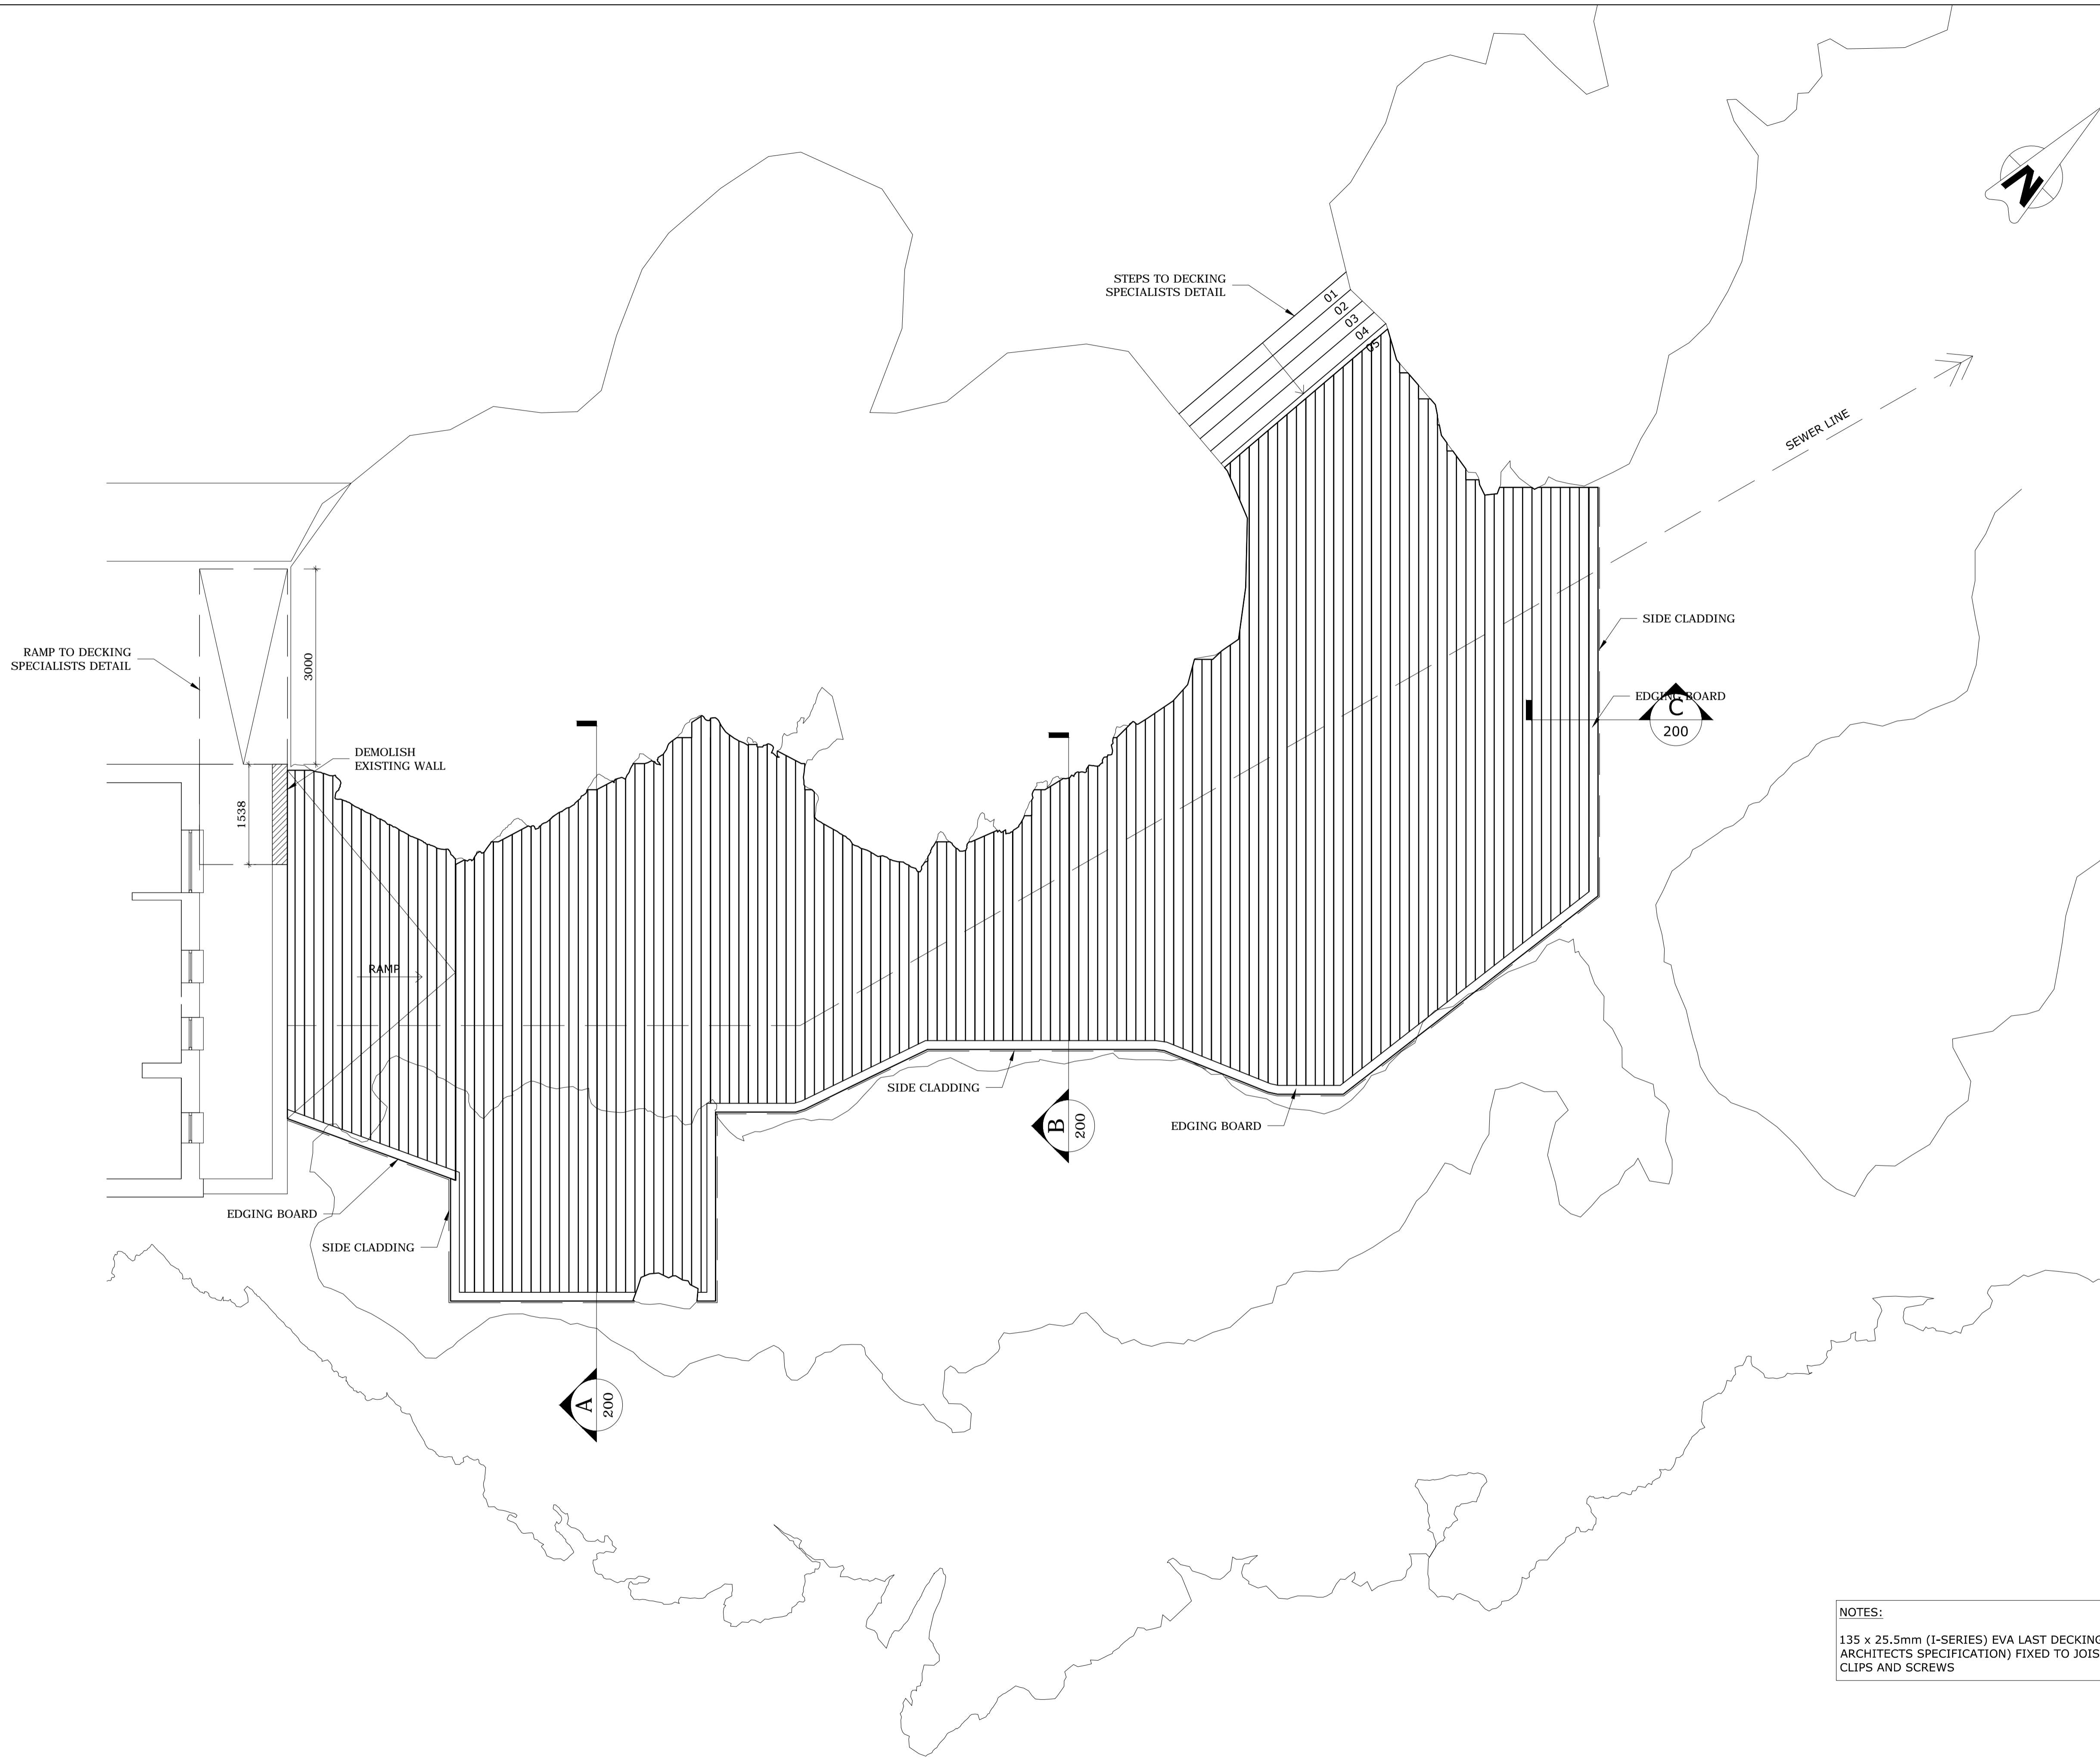 N
STEPS TO DECKING
SPECIALISTS DETAIL
01
02
03
04
05
SEWER LINE
RAMP TO DECKING
SPECIALISTS DETAIL
3000
SIDE CLADDING
EDGING BOARD
C
200
DEMOLISH
EXISTING WALL
1538
RAMP
SIDE CLADDING
EDGING BOARD
B
200
EDGING BOARD
SIDE CLADDING
A
200
NOTES:
135 x 25.5mm (I-SERIES) EVA LAST DECKING
ARCHITECTS SPECIFICATION) FIXED TO JOIS
CLIPS AND SCREWS